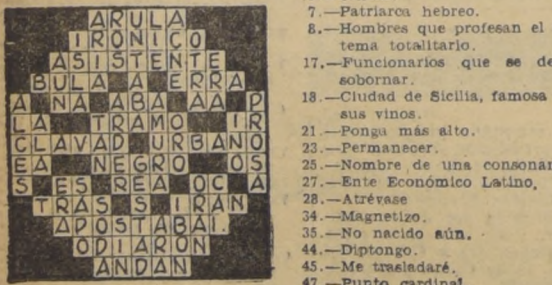 ARULA
IRONICO
ASISTENTE
BULA A ERRA
A NA ABA AA P
LA TRAMO IR
CLAVAD URBANO
EA NEGRO OS
S ES REA OC A
TRAS S IRAN
APOSTABAI.
ODIARON
ANDAN
7.—Patriarca hebreo.
8.—Hombres que profesan el
tema totalitario.
17.—Funcionarios que se de
sobornar.
18.—Ciudad de Sicilia, famosa
sus vinos.
21.—Ponga más alto.
23.—Permanecer.
25.—Nombre de una consonan
27.—Ente Económico Latino,
28.—Atrévase
34.—Magnetizo.
35.—No nacido aún.
44.—Diptongo.
45.—Me trasladaré.
47.—Punto cardinal